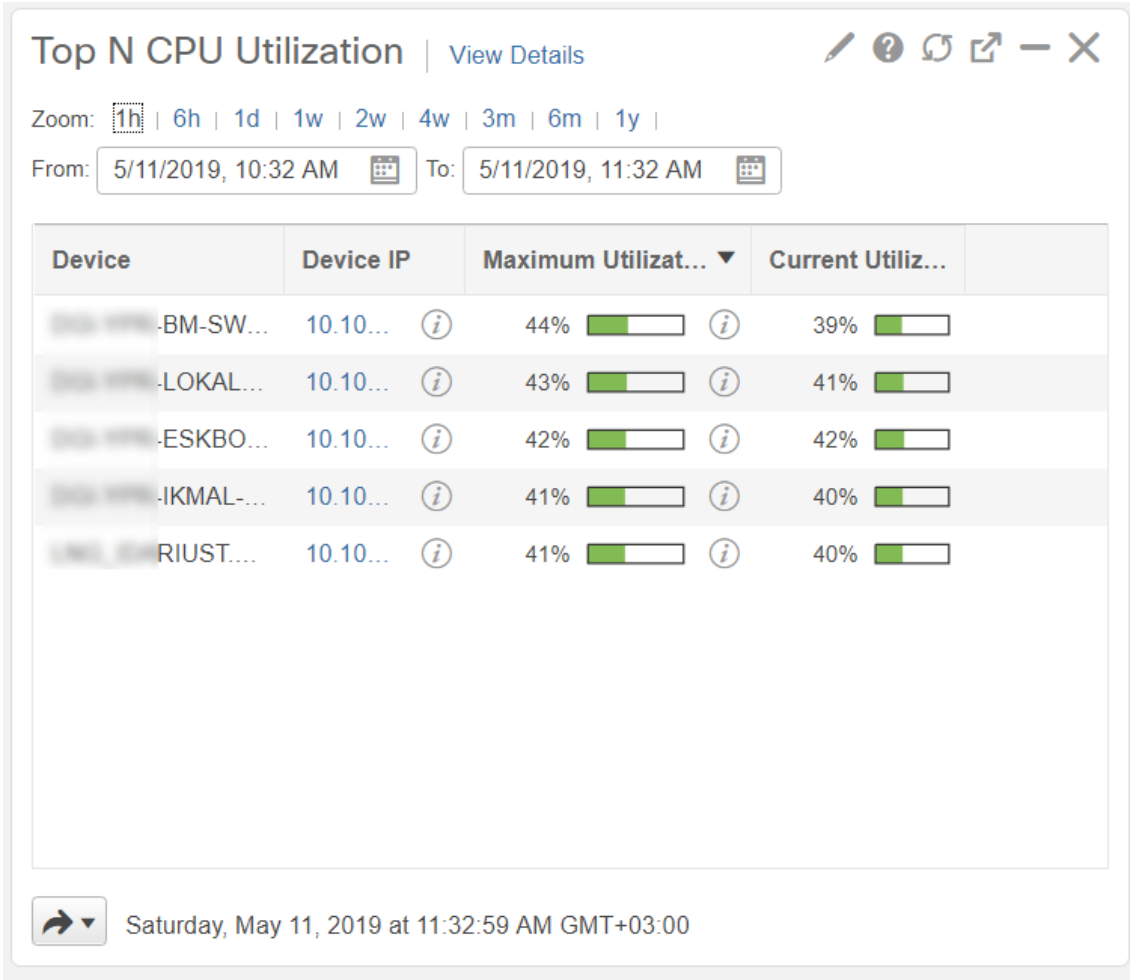 Top N CPU Utilization | View Details
Zoom: 1h | 6h | 1d | 1w | 2w | 4w | 3m | 6m | 1y |
From: 5/11/2019, 10:32 AM To: 5/11/2019, 11:32 AM
Device Device IP Maximum Utilizat... ▼ Current Utiliz...
-BM-SW... 10.10... 44% 39%
-LOKAL... 10.10... 43% 41%
-ESKBO... 10.10... 42% 42%
-IKMAL-... 10.10... 41% 40%
RIUST.... 10.10... 41% 40%
Saturday, May 11, 2019 at 11:32:59 AM GMT+03:00